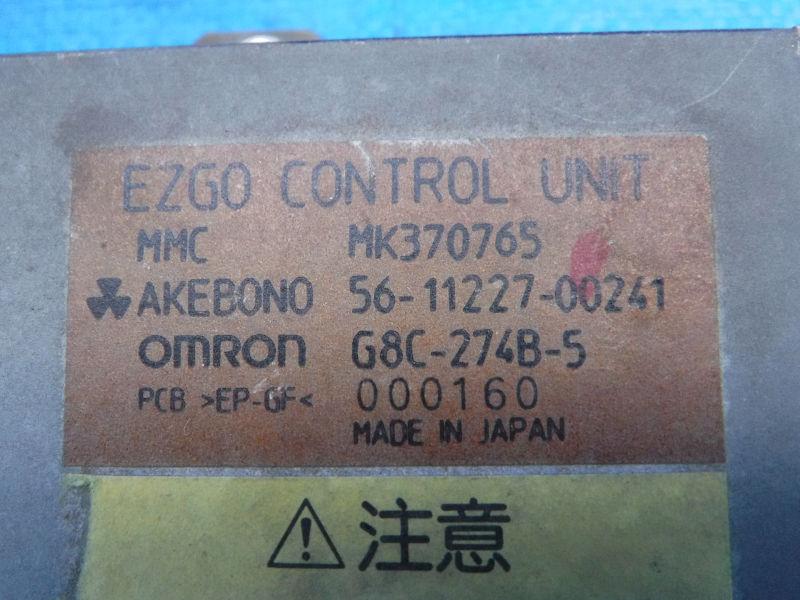 EZGO CONTROL UNIT
MMC MK370765
AKEBONO 56-11227-00241
OMRON G8C-274B-5
PCB >EP-GF< 000160
MADE IN JAPAN
注意